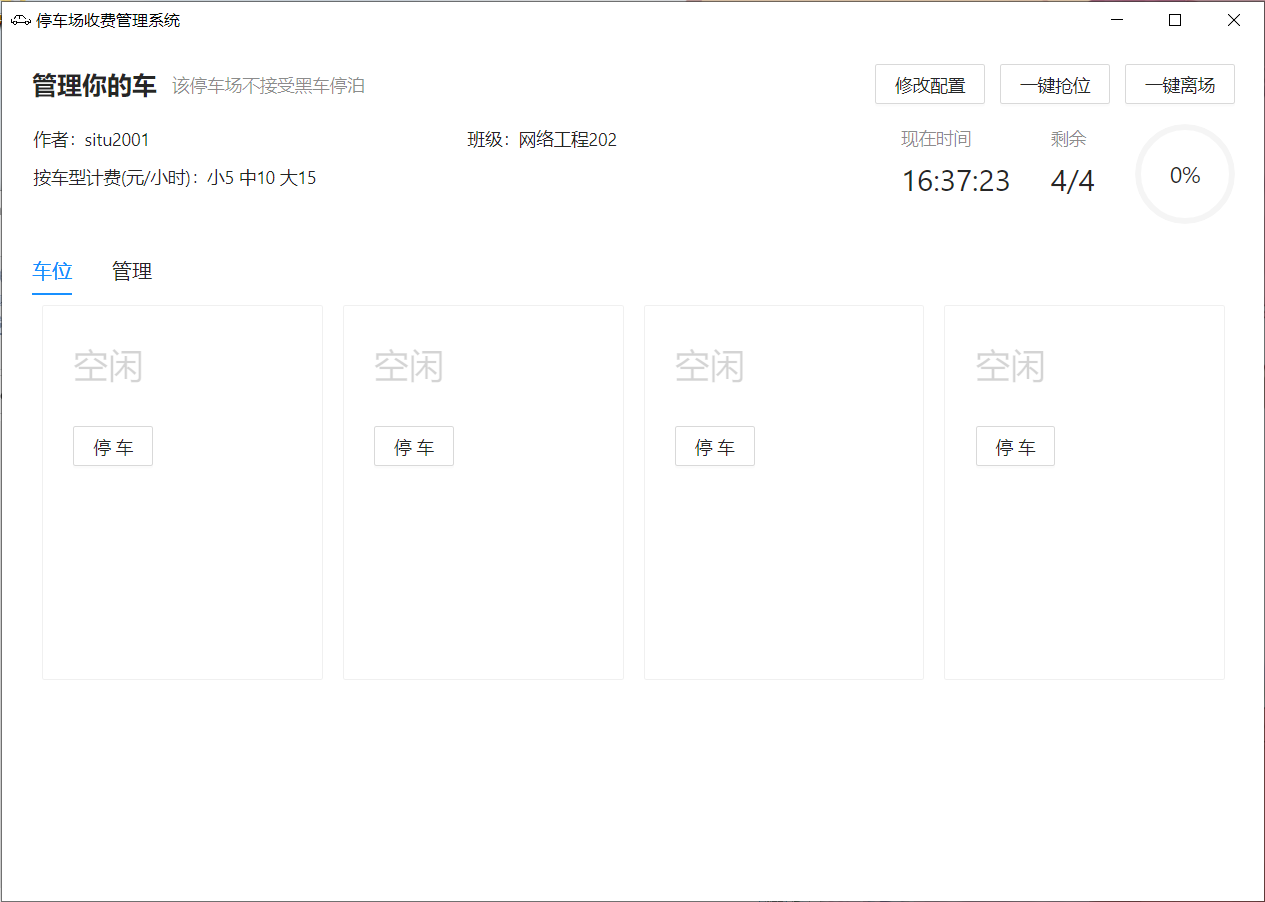 停车场收费管理系统
管理你的车 该停车场不接受黑车停泊 修改配置 一键抢位 一键离场
作者：situ2001 班级：网络工程202 现在时间 剩余
按车型计费(元/小时)：小5 中10 大15 16:37:23 4/4 0%
车位 管理
空闲 空闲 空闲 空闲
停 车 停 车 停 车 停 车